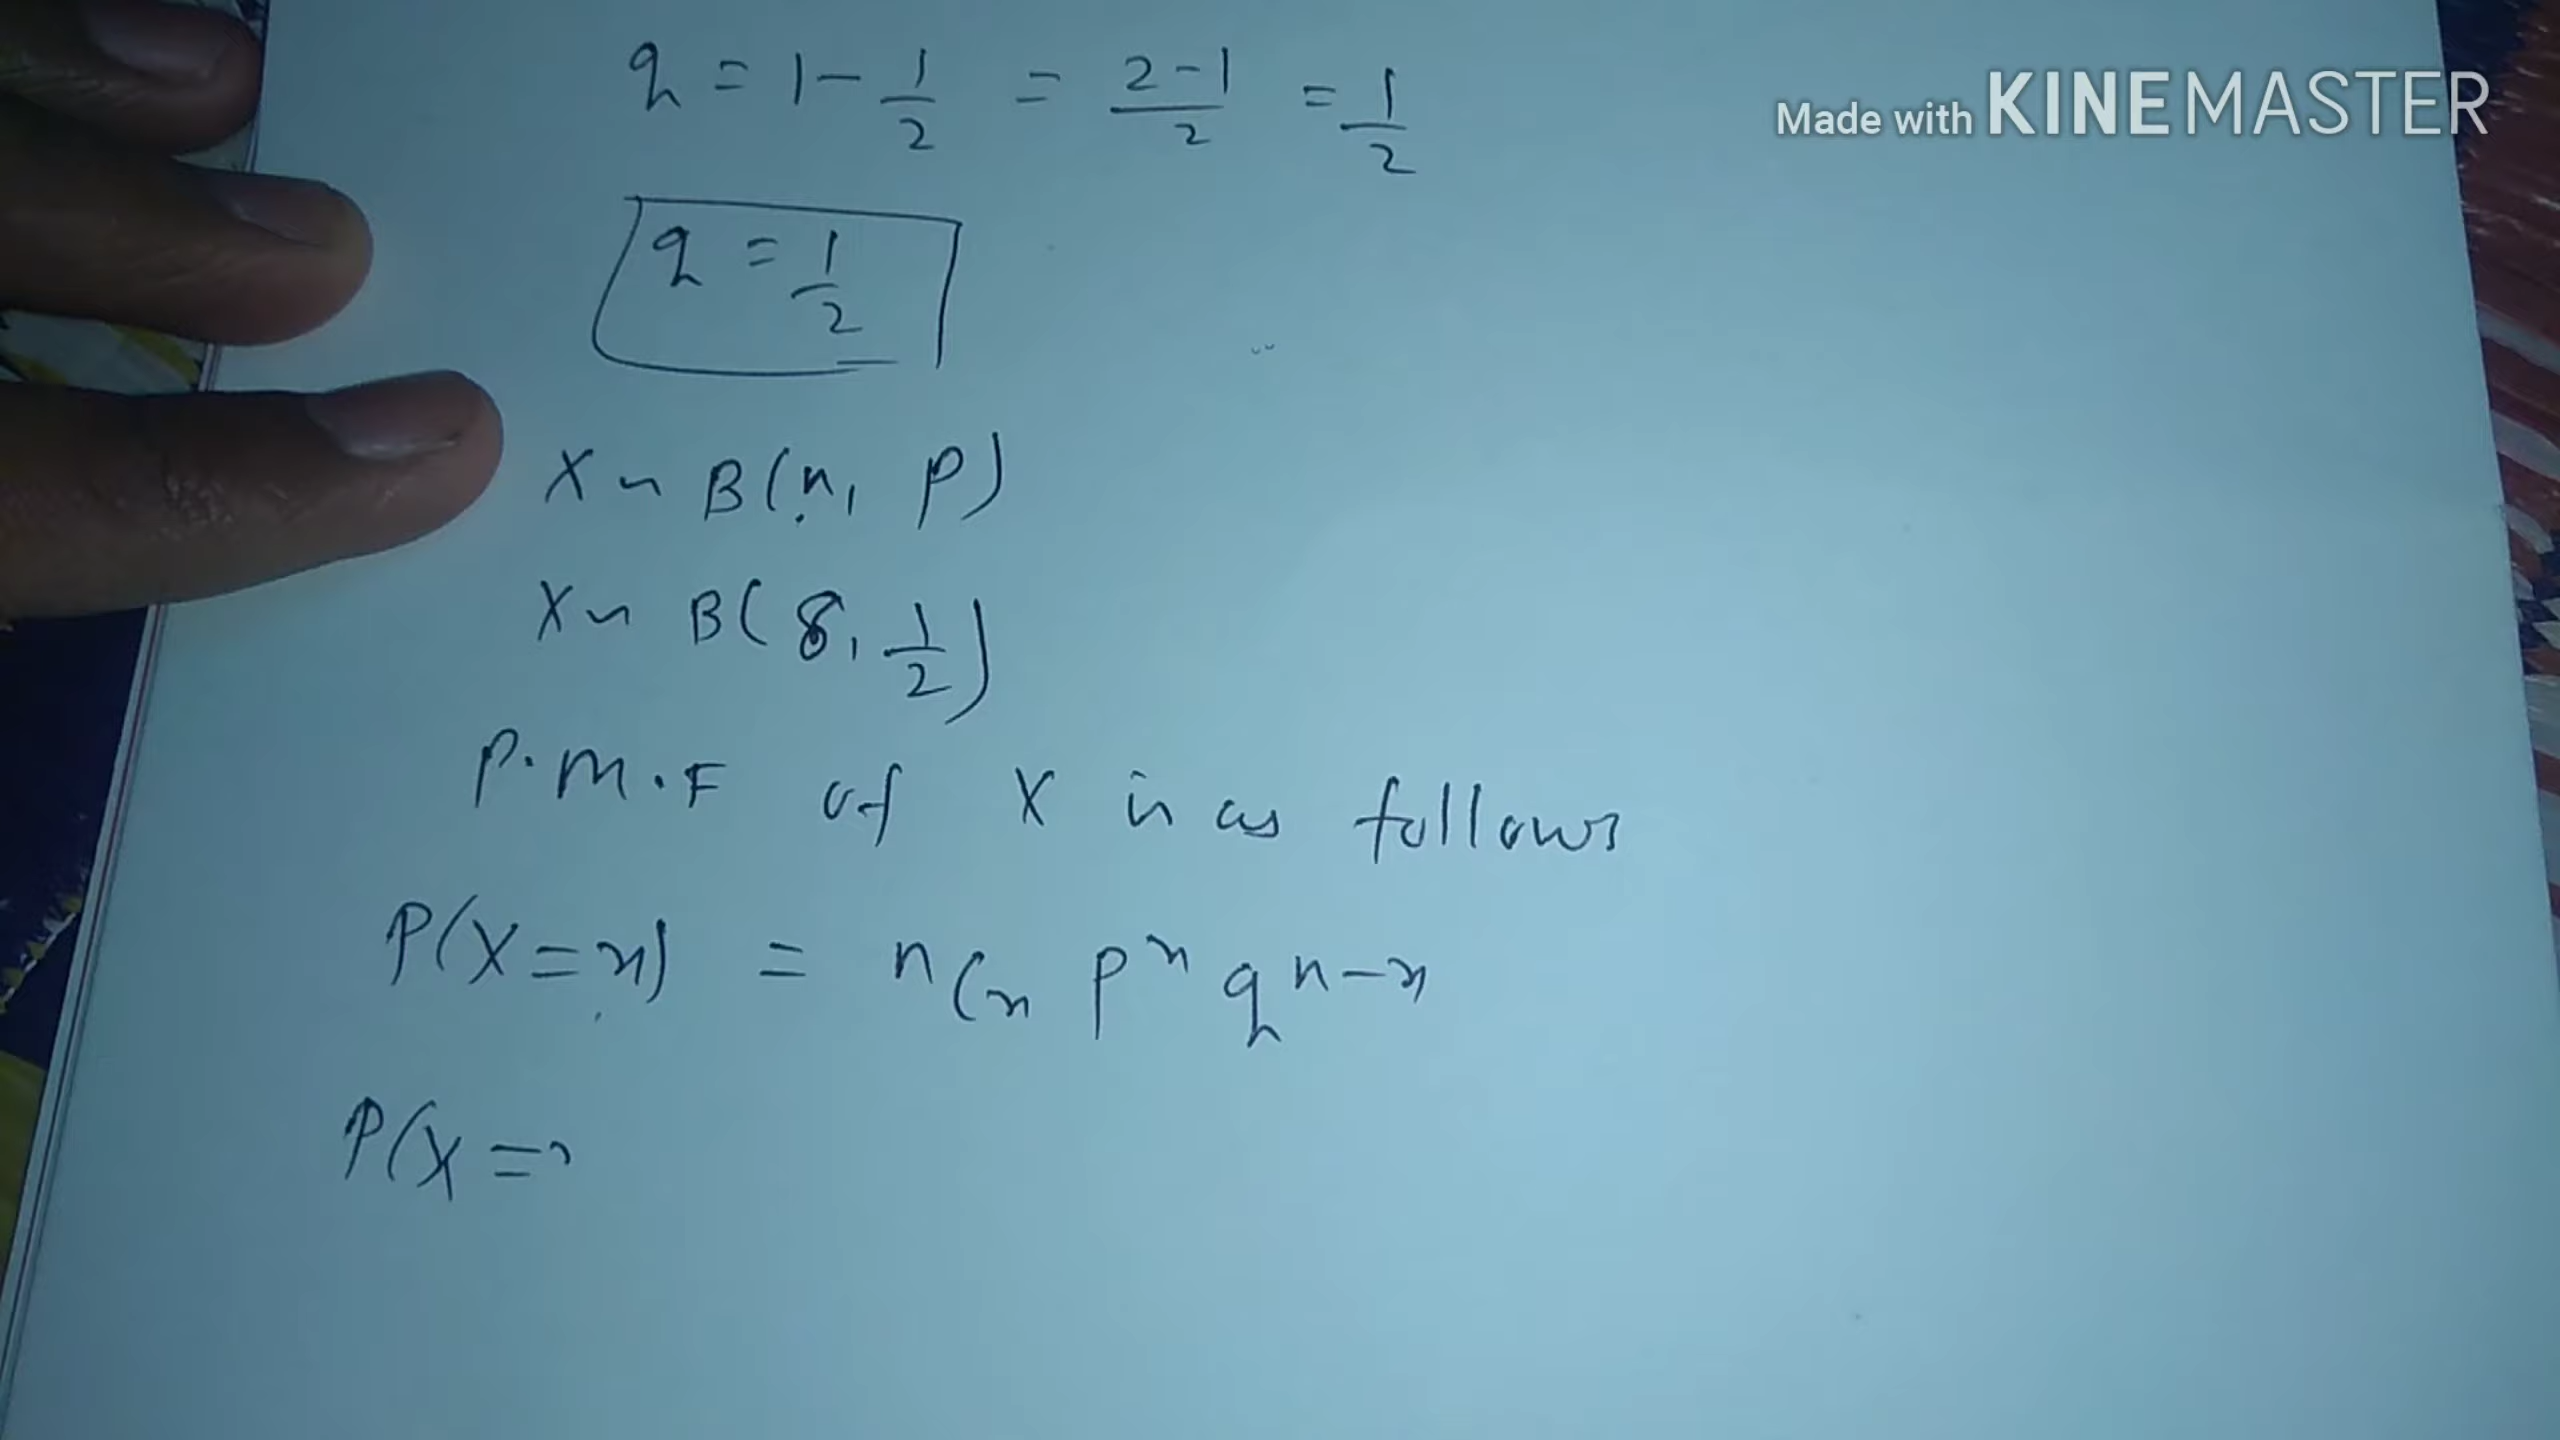 Made with KINEMASTER
q = 1 - 1/2 = 2-1/2 = 1/2
q = 1/2
X ~ B(n, p)
X ~ B(8, 1/2)
P.M.F of X is as follows
P(X=x) = nCx p^x q^n-x
P(X=